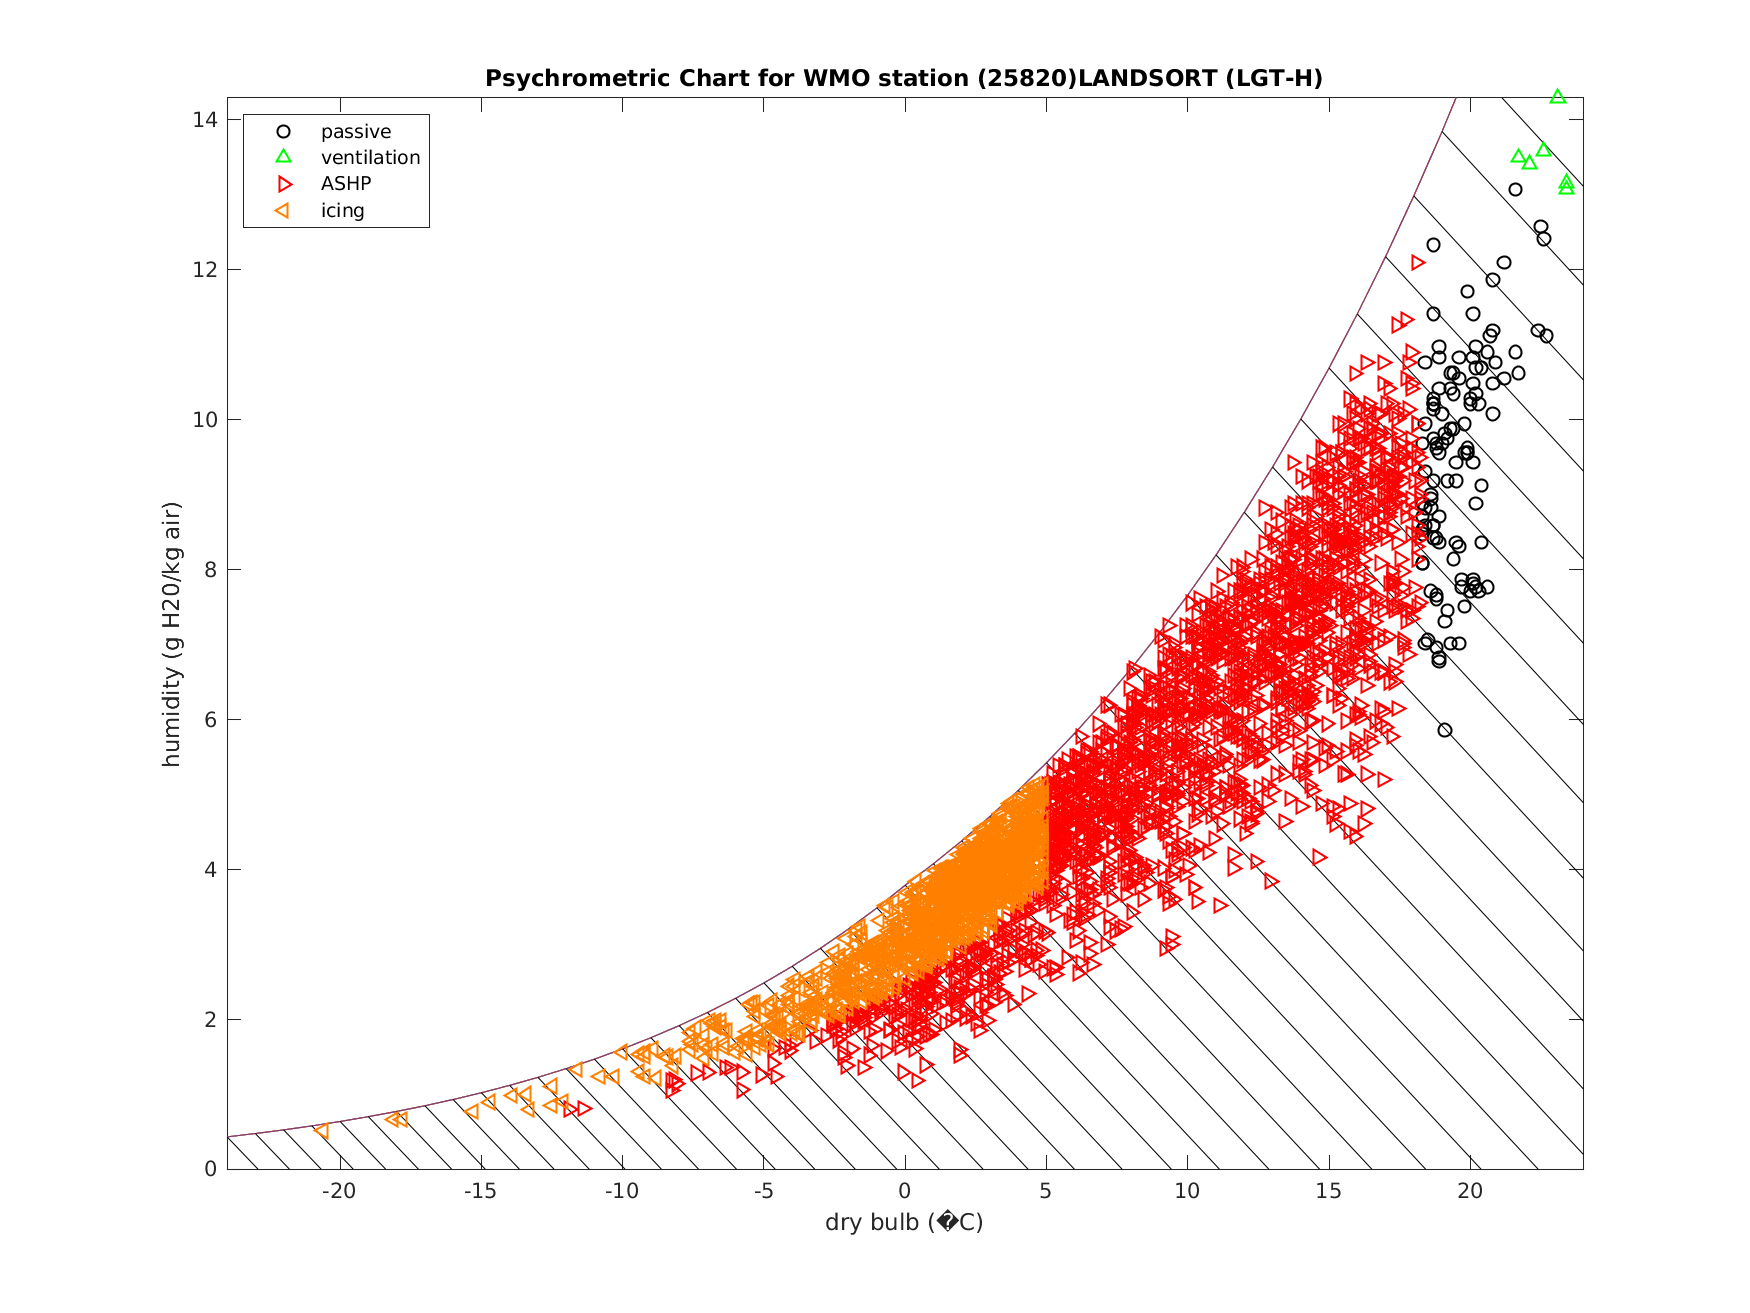 Psychrometric Chart for WMO station (25820)LANDSORT (LGT-H)
passive
ventilation
ASHP
icing
14
12
10
8
6
4
2
0
humidity (g H20/kg air)
-20 -15 -10 -5 0 5 10 15 20
dry bulb (�C)